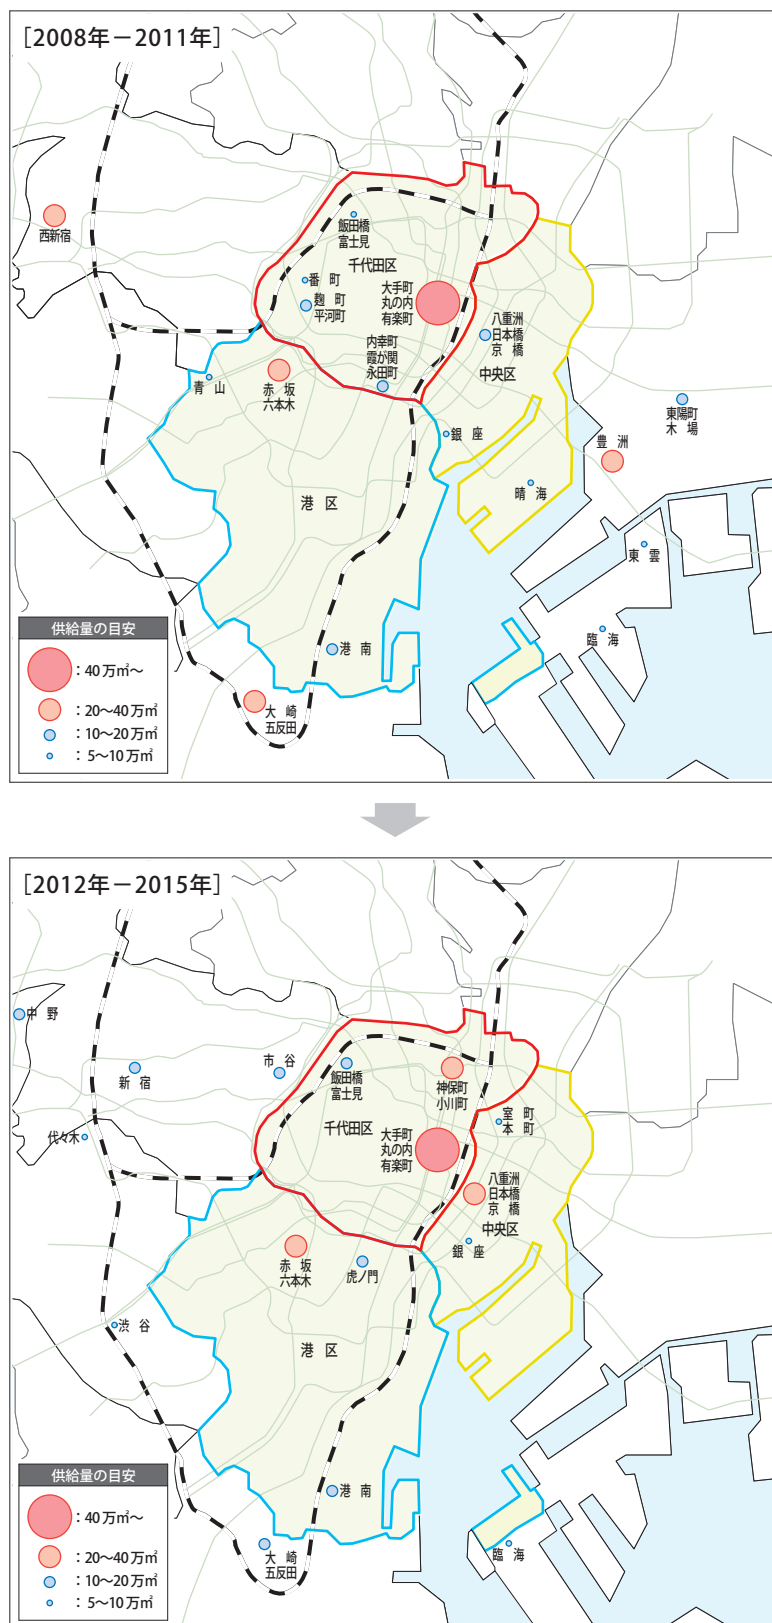 [2008年－2011年]
西新宿
飯田橋
富士見
千代田区
番 町
麹 町
平河町
大手町
丸の内
有楽町
八重洲
日本橋
京 橋
内幸町
霞が関
永田町
中央区
青 山
赤 坂
六本木
東陽町
木 場
銀 座
豊 洲
晴 海
港 区
東 雲
臨 海
港 南
大 崎
五反田
供給量の目安
：40万㎡～
：20～40万㎡
：10～20万㎡
：5～10万㎡
[2012年－2015年]
中 野
新 宿
市 谷
飯田橋
富士見
神保町
小川町
代々木
千代田区
室 町
本 町
大手町
丸の内
有楽町
八重洲
日本橋
京 橋
中央区
銀 座
赤 坂
六本木
虎ノ門
渋 谷
港 区
港 南
大 崎
五反田
臨 海
供給量の目安
：40万㎡～
：20～40万㎡
：10～20万㎡
：5～10万㎡